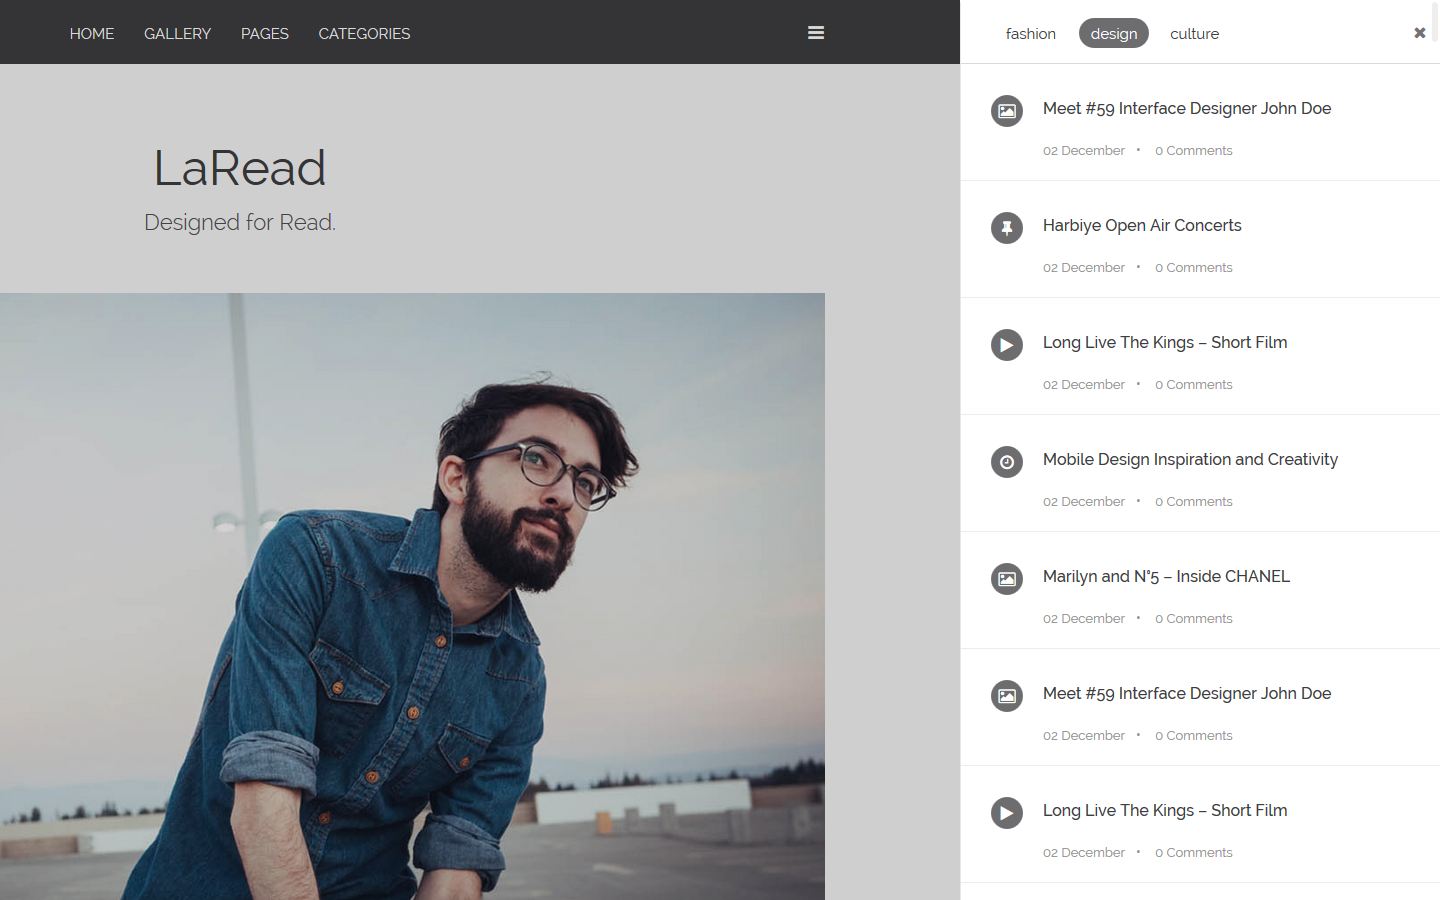 HOME GALLERY PAGES CATEGORIES
LaRead
Designed for Read.
fashion design culture
Meet #59 Interface Designer John Doe
02 December • 0 Comments
Harbiye Open Air Concerts
02 December • 0 Comments
Long Live The Kings – Short Film
02 December • 0 Comments
Mobile Design Inspiration and Creativity
02 December • 0 Comments
Marilyn and N°5 – Inside CHANEL
02 December • 0 Comments
Meet #59 Interface Designer John Doe
02 December • 0 Comments
Long Live The Kings – Short Film
02 December • 0 Comments